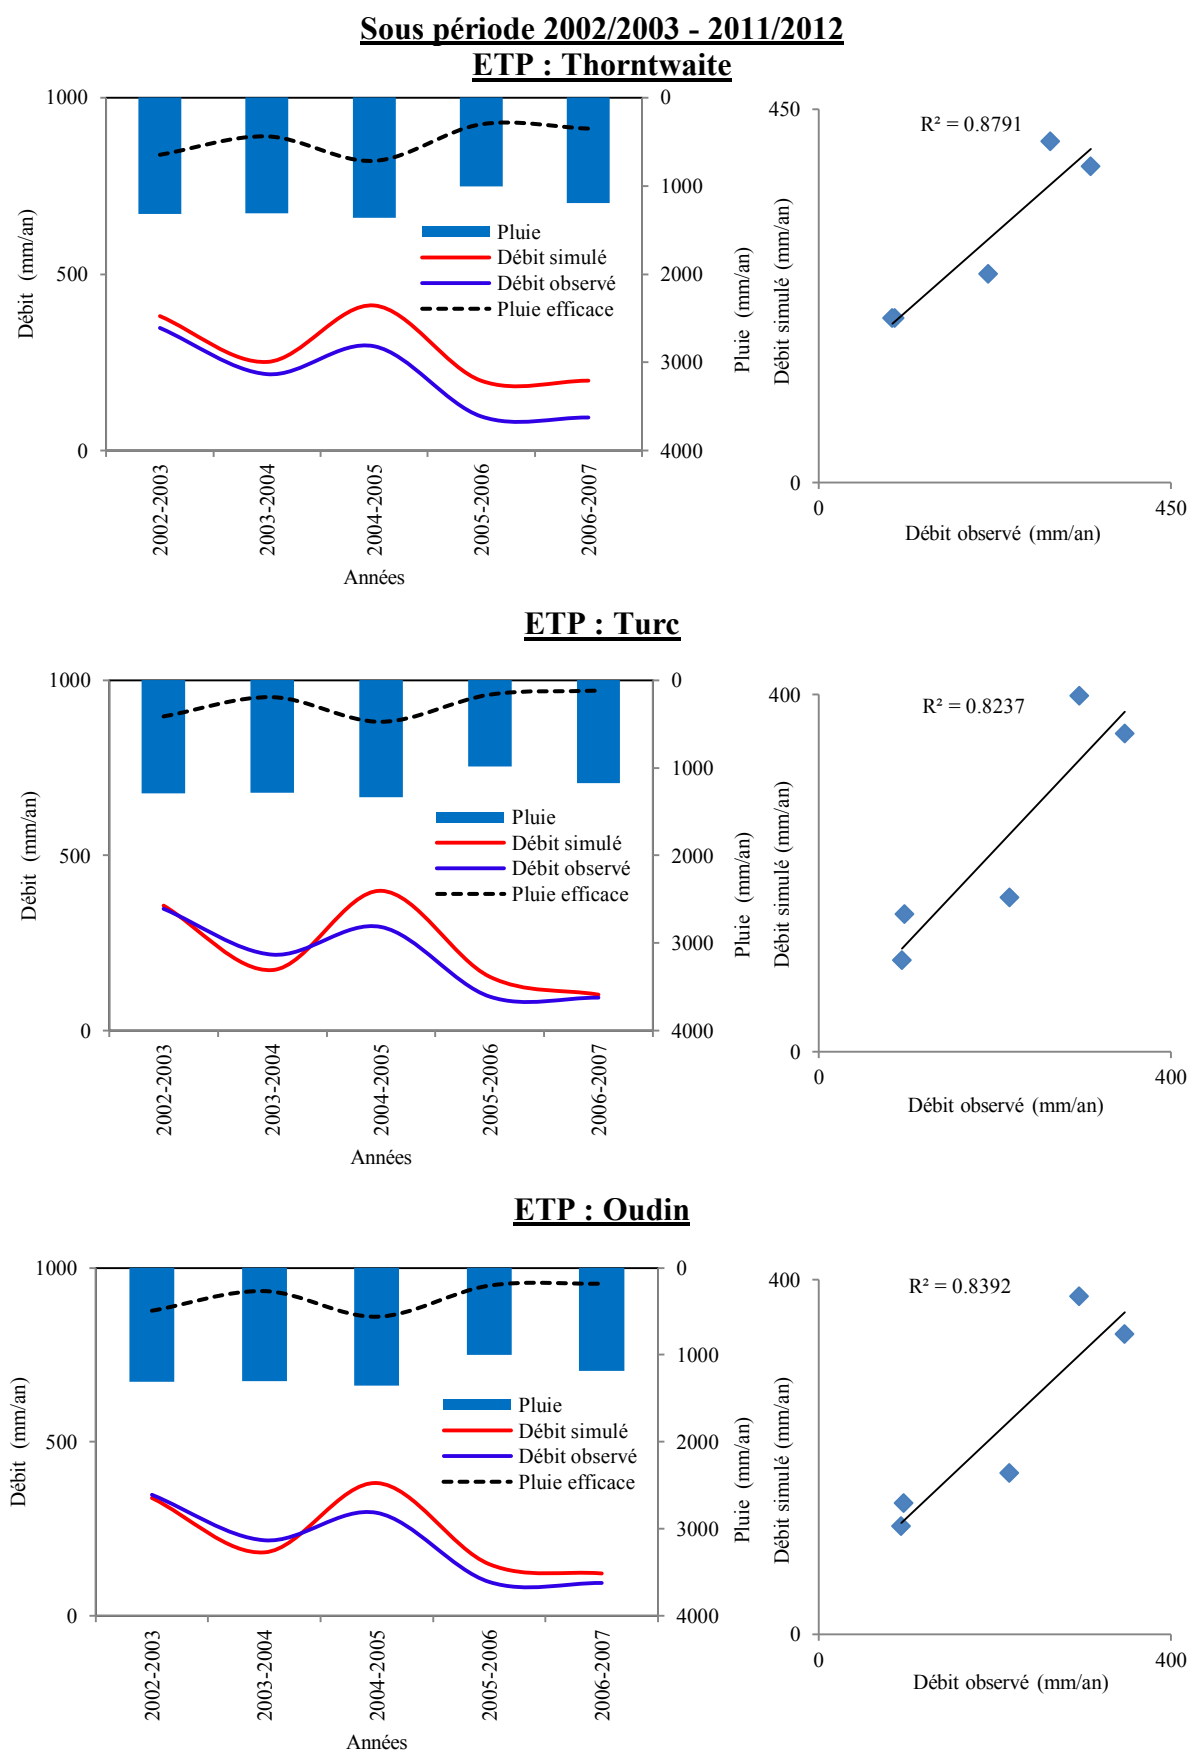 Sous période 2002/2003 - 2011/2012
ETP : Thorntwaite
1000
500
0
Débit (mm/an)
0
1000
2000
3000
4000
Pluie (mm/an)
Pluie
Débit simulé
Débit observé
Pluie efficace
2002-2003
2003-2004
2004-2005
2005-2006
2006-2007
Années
R² = 0.8791
450
0
Débit simulé (mm/an)
0
450
Débit observé (mm/an)
ETP : Turc
1000
500
0
Débit (mm/an)
0
1000
2000
3000
4000
Pluie (mm/an)
Pluie
Débit simulé
Débit observé
Pluie efficace
2002-2003
2003-2004
2004-2005
2005-2006
2006-2007
Années
R² = 0.8237
400
0
Débit simulé (mm/an)
0
400
Débit observé (mm/an)
ETP : Oudin
1000
500
0
Débit (mm/an)
0
1000
2000
3000
4000
Pluie (mm/an)
Pluie
Débit simulé
Débit observé
Pluie efficace
2002-2003
2003-2004
2004-2005
2005-2006
2006-2007
Années
R² = 0.8392
400
0
Débit simulé (mm/an)
0
400
Débit observé (mm/an)